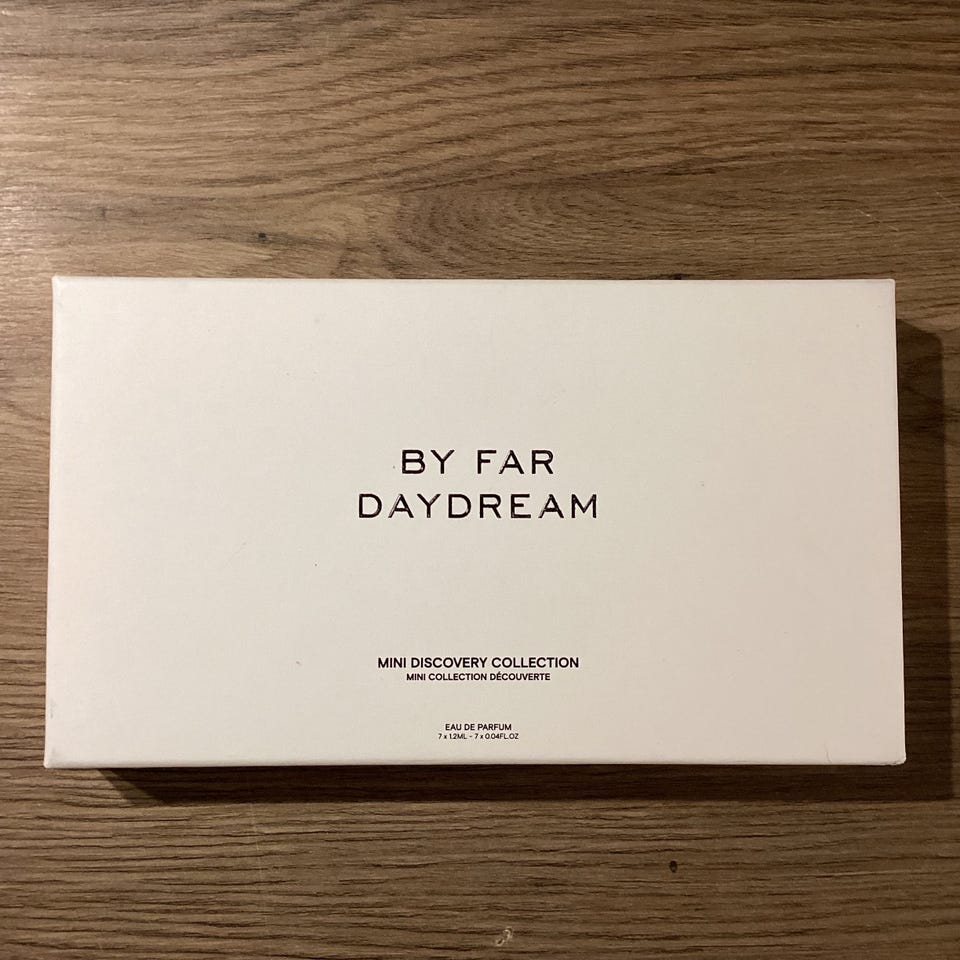 BY FAR
DAYDREAM
MINI DISCOVERY COLLECTION
MINI COLLECTION DÉCOUVERTE
EAU DE PARFUM
7 x 1.2ML - 7 x 0.04FL.OZ